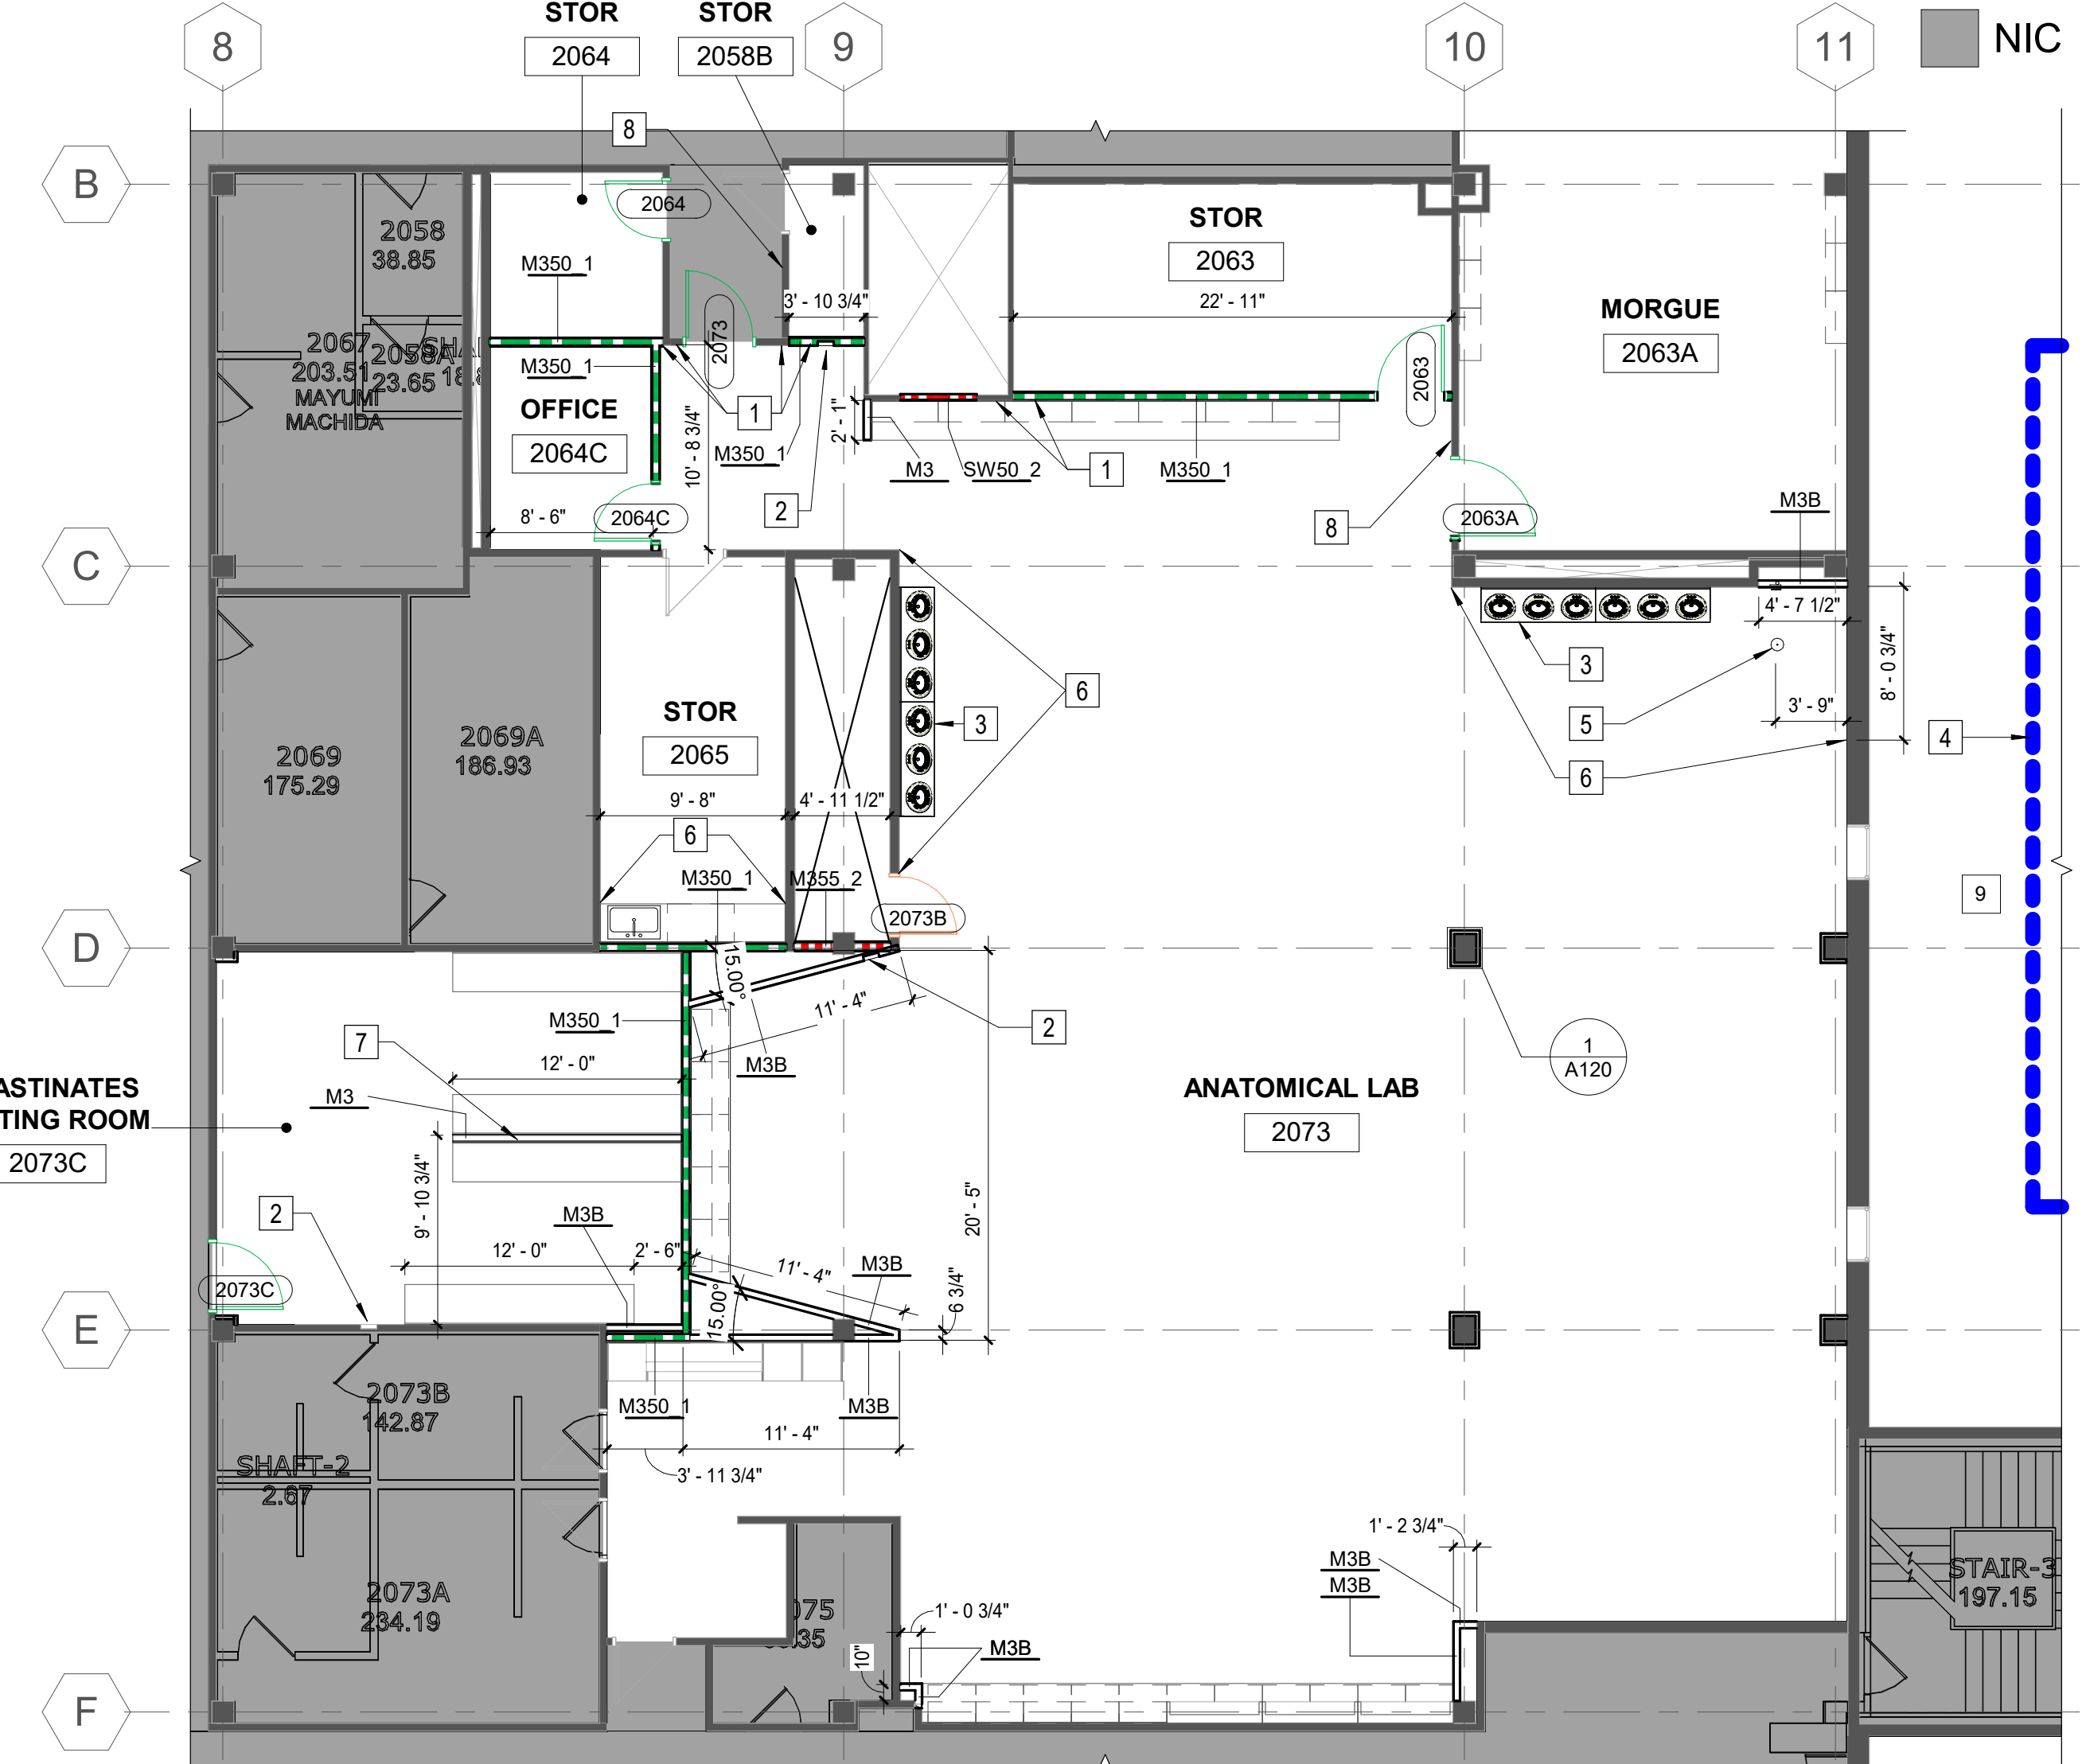 STOR
STOR
8
2064
2058B
9
10
11
NIC
8
B
2064
STOR
2063
2058
38.85
M350_1
3' - 10 3/4"
22' - 11"
MORGUE
2063A
2073
2067
203.51
MAYUMI
MACHIDA
2058A
23.65
M350_1
OFFICE
2064C
1
10' - 8 3/4"
2' - 1"
2063
M350_1
M3
SW50_2
1
M350_1
2
8' - 6"
2064C
8
2063A
M3B
C
4' - 7 1/2"
3
8' - 0 3/4"
6
5
3' - 9"
3
4
6
STOR
2065
2069
175.29
2069A
186.93
9' - 8"
4' - 11 1/2"
6
M350_1
M355_2
9
2073B
D
15.00°
11' - 4"
M350_1
2
7
12' - 0"
M3B
1
A120
ASTINATES
TING ROOM
2073C
M3
ANATOMICAL LAB
2073
9' - 10 3/4"
2
M3B
20' - 5"
12' - 0"
2' - 6"
11' - 4"
M3B
6 3/4"
2073C
15.00°
E
2073B
142.87
M350_1
M3B
11' - 4"
SHAFT-2
2.67
3' - 11 3/4"
1' - 2 3/4"
M3B
M3B
STAIR-3
197.15
2073A
234.19
075
.35
1' - 0 3/4"
M3B
10"
F